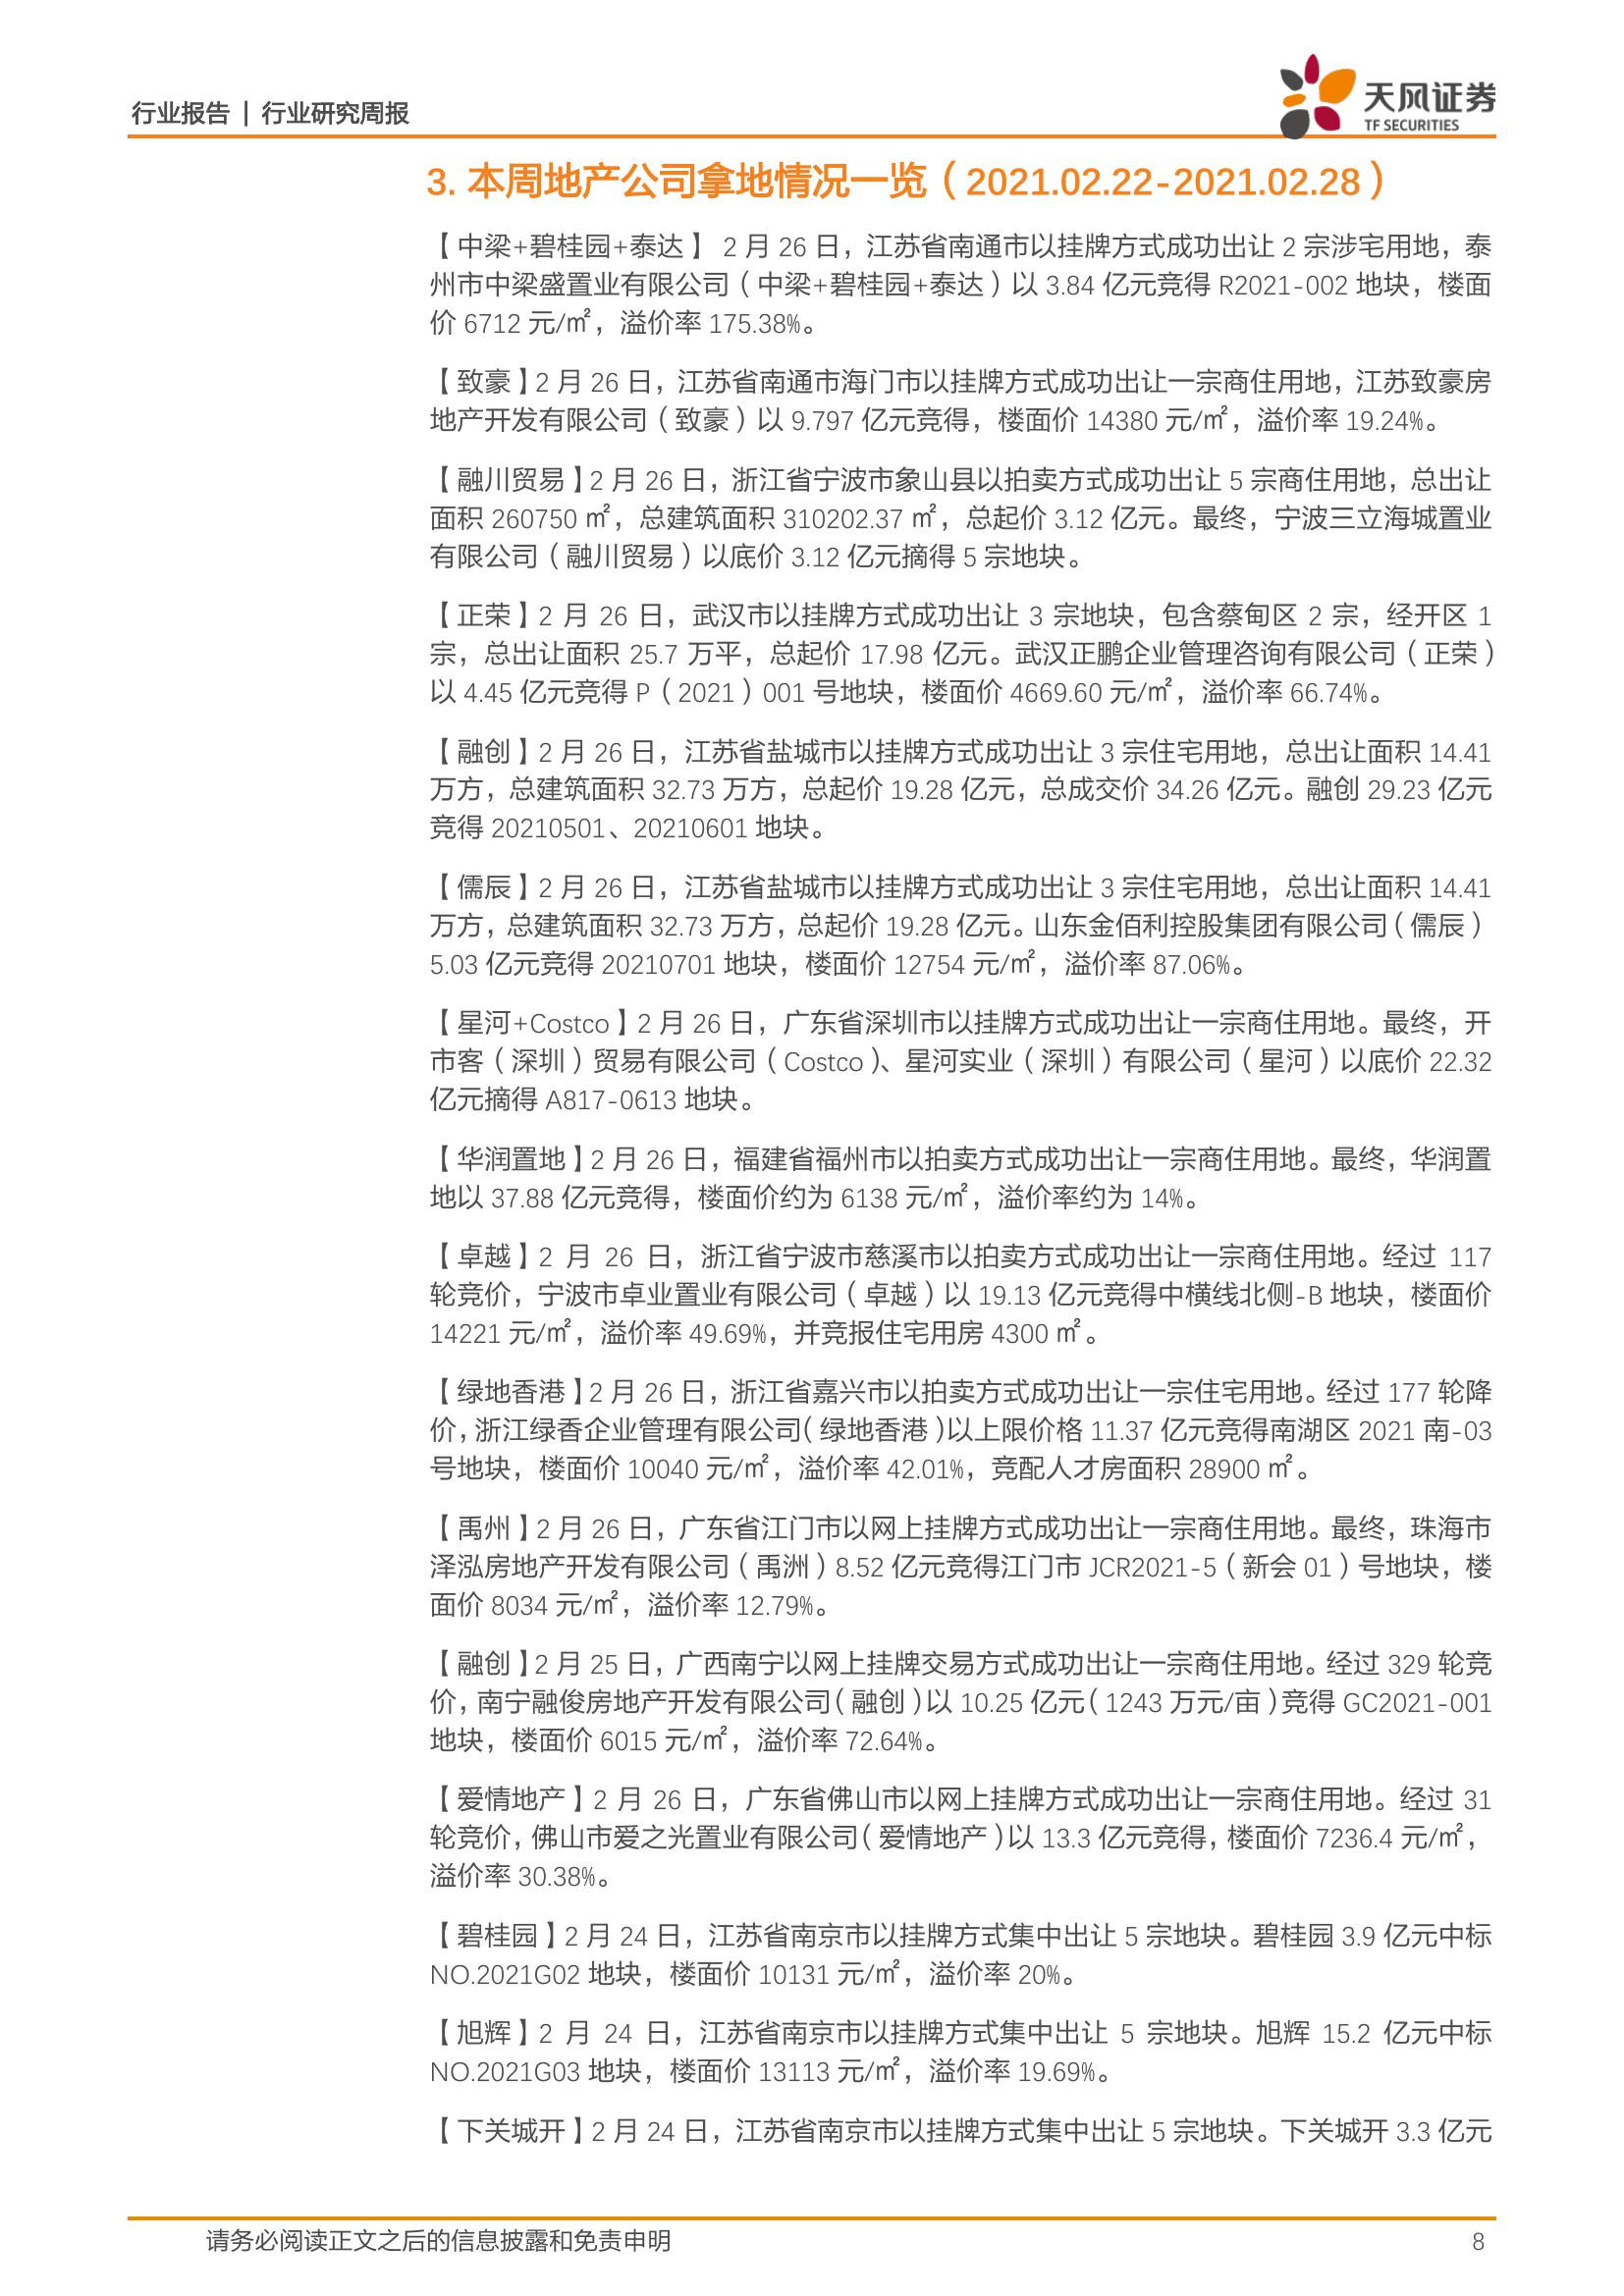 行业报告 | 行业研究周报
天风证券
TF SECURITIES
3. 本周地产公司拿地情况一览（2021.02.22-2021.02.28）
【中梁+碧桂园+泰达】 2 月 26 日，江苏省南通市以挂牌方式成功出让 2 宗涉宅用地，泰
州市中梁盛置业有限公司（中梁+碧桂园+泰达）以 3.84 亿元竞得 R2021-002 地块，楼面
价 6712 元/㎡，溢价率 175.38%。
【致豪】2 月 26 日，江苏省南通市海门市以挂牌方式成功出让一宗商住用地，江苏致豪房
地产开发有限公司（致豪）以 9.797 亿元竞得，楼面价 14380 元/㎡，溢价率 19.24%。
【融川贸易】2 月 26 日，浙江省宁波市象山县以拍卖方式成功出让 5 宗商住用地，总出让
面积 260750 ㎡，总建筑面积 310202.37 ㎡，总起价 3.12 亿元。最终，宁波三立海城置业
有限公司（融川贸易）以底价 3.12 亿元摘得 5 宗地块。
【正荣】2 月 26 日，武汉市以挂牌方式成功出让 3 宗地块，包含蔡甸区 2 宗，经开区 1
宗，总出让面积 25.7 万平，总起价 17.98 亿元。武汉正鹏企业管理咨询有限公司（正荣）
以 4.45 亿元竞得 P（2021）001 号地块，楼面价 4669.60 元/㎡，溢价率 66.74%。
【融创】2 月 26 日，江苏省盐城市以挂牌方式成功出让 3 宗住宅用地，总出让面积 14.41
万方，总建筑面积 32.73 万方，总起价 19.28 亿元，总成交价 34.26 亿元。融创 29.23 亿元
竞得 20210501、20210601 地块。
【儒辰】2 月 26 日，江苏省盐城市以挂牌方式成功出让 3 宗住宅用地，总出让面积 14.41
万方，总建筑面积 32.73 万方，总起价 19.28 亿元。山东金佰利控股集团有限公司（儒辰）
5.03 亿元竞得 20210701 地块，楼面价 12754 元/㎡，溢价率 87.06%。
【星河+Costco】2 月 26 日，广东省深圳市以挂牌方式成功出让一宗商住用地。最终，开
市客（深圳）贸易有限公司（Costco）、星河实业（深圳）有限公司（星河）以底价 22.32
亿元摘得 A817-0613 地块。
【华润置地】2 月 26 日，福建省福州市以拍卖方式成功出让一宗商住用地。最终，华润置
地以 37.88 亿元竞得，楼面价约为 6138 元/㎡，溢价率约为 14%。
【卓越】2 月 26 日，浙江省宁波市慈溪市以拍卖方式成功出让一宗商住用地。经过 117
轮竞价，宁波市卓业置业有限公司（卓越）以 19.13 亿元竞得中横线北侧-B 地块，楼面价
14221 元/㎡，溢价率 49.69%，并竞报住宅用房 4300 ㎡。
【绿地香港】2 月 26 日，浙江省嘉兴市以拍卖方式成功出让一宗住宅用地。经过 177 轮降
价，浙江绿香企业管理有限公司（绿地香港）以上限价格 11.37 亿元竞得南湖区 2021 南-03
号地块，楼面价 10040 元/㎡，溢价率 42.01%，竞配人才房面积 28900 ㎡。
【禹州】2 月 26 日，广东省江门市以网上挂牌方式成功出让一宗商住用地。最终，珠海市
泽泓房地产开发有限公司（禹洲）8.52 亿元竞得江门市 JCR2021-5（新会 01）号地块，楼
面价 8034 元/㎡，溢价率 12.79%。
【融创】2 月 25 日，广西南宁以网上挂牌交易方式成功出让一宗商住用地。经过 329 轮竞
价，南宁融俊房地产开发有限公司（融创）以 10.25 亿元（1243 万元/亩）竞得 GC2021-001
地块，楼面价 6015 元/㎡，溢价率 72.64%。
【爱情地产】2 月 26 日，广东省佛山市以网上挂牌方式成功出让一宗商住用地。经过 31
轮竞价，佛山市爱之光置业有限公司（爱情地产）以 13.3 亿元竞得，楼面价 7236.4 元/㎡，
溢价率 30.38%。
【碧桂园】2 月 24 日，江苏省南京市以挂牌方式集中出让 5 宗地块。碧桂园 3.9 亿元中标
NO.2021G02 地块，楼面价 10131 元/㎡，溢价率 20%。
【旭辉】2 月 24 日，江苏省南京市以挂牌方式集中出让 5 宗地块。旭辉 15.2 亿元中标
NO.2021G03 地块，楼面价 13113 元/㎡，溢价率 19.69%。
【下关城开】2 月 24 日，江苏省南京市以挂牌方式集中出让 5 宗地块。下关城开 3.3 亿元
请务必阅读正文之后的信息披露和免责申明
8